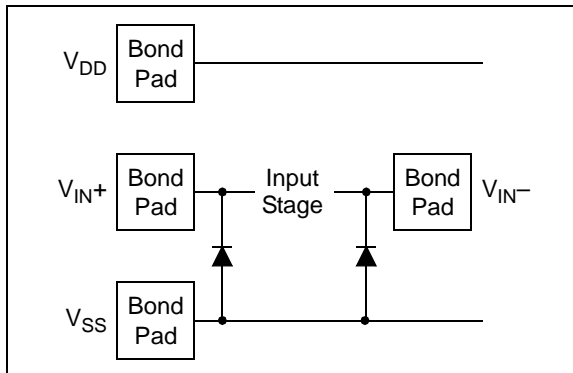 V_DD Bond Pad
V_IN+ Bond Pad
Input Stage
Bond Pad V_IN–
V_SS Bond Pad